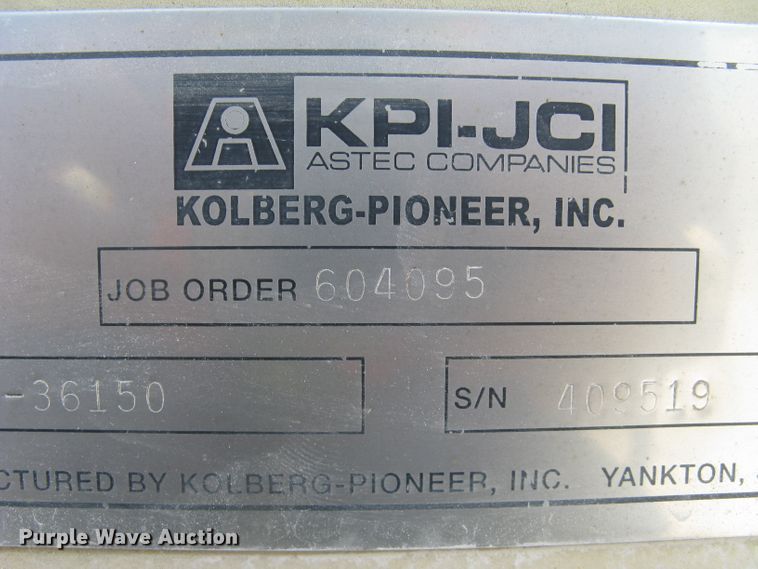 KPI-JCI
ASTEC COMPANIES
KOLBERG-PIONEER, INC.
JOB ORDER 604095
-36150
S/N 409519
CTURED BY KOLBERG-PIONEER, INC. YANKTON,
Purple Wave Auction